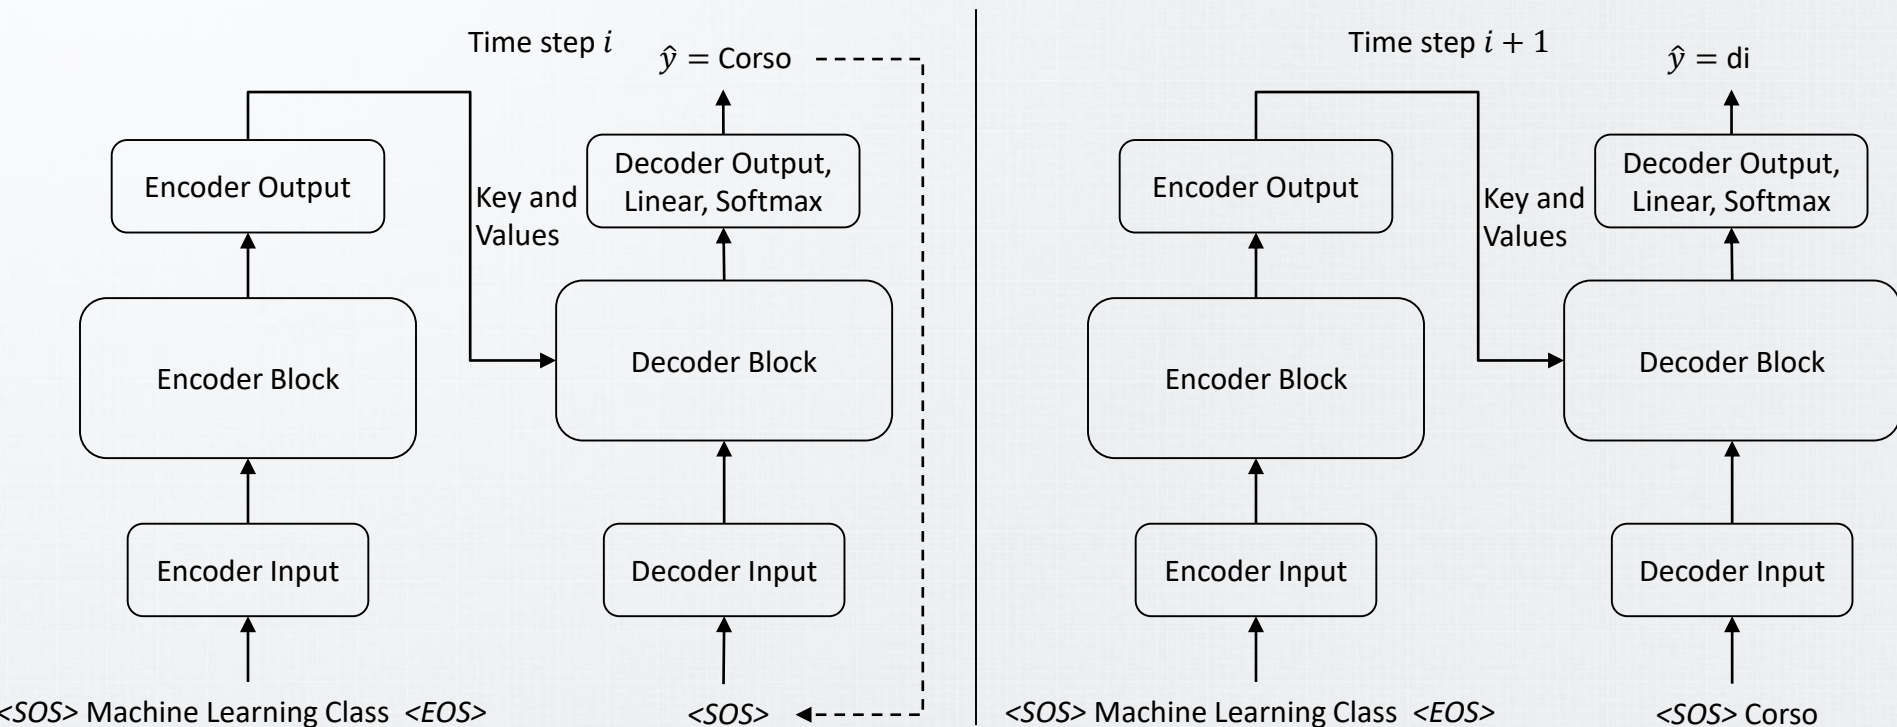 Time step i
ŷ = Corso
Encoder Output
Key and
Values
Decoder Output,
Linear, Softmax
Encoder Block
Decoder Block
Encoder Input
Decoder Input
<SOS> Machine Learning Class <EOS>
<SOS>
Time step i + 1
ŷ = di
Encoder Output
Key and
Values
Decoder Output,
Linear, Softmax
Encoder Block
Decoder Block
Encoder Input
Decoder Input
<SOS> Machine Learning Class <EOS>
<SOS> Corso